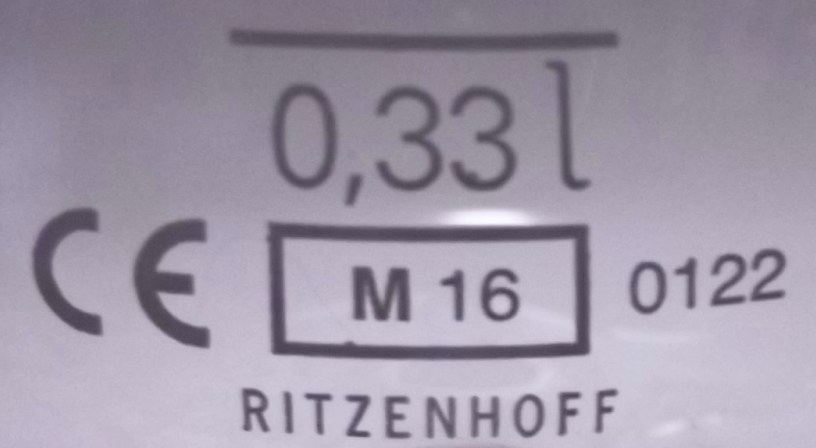 0,33 l
CE M 16 0122
RITZENHOFF